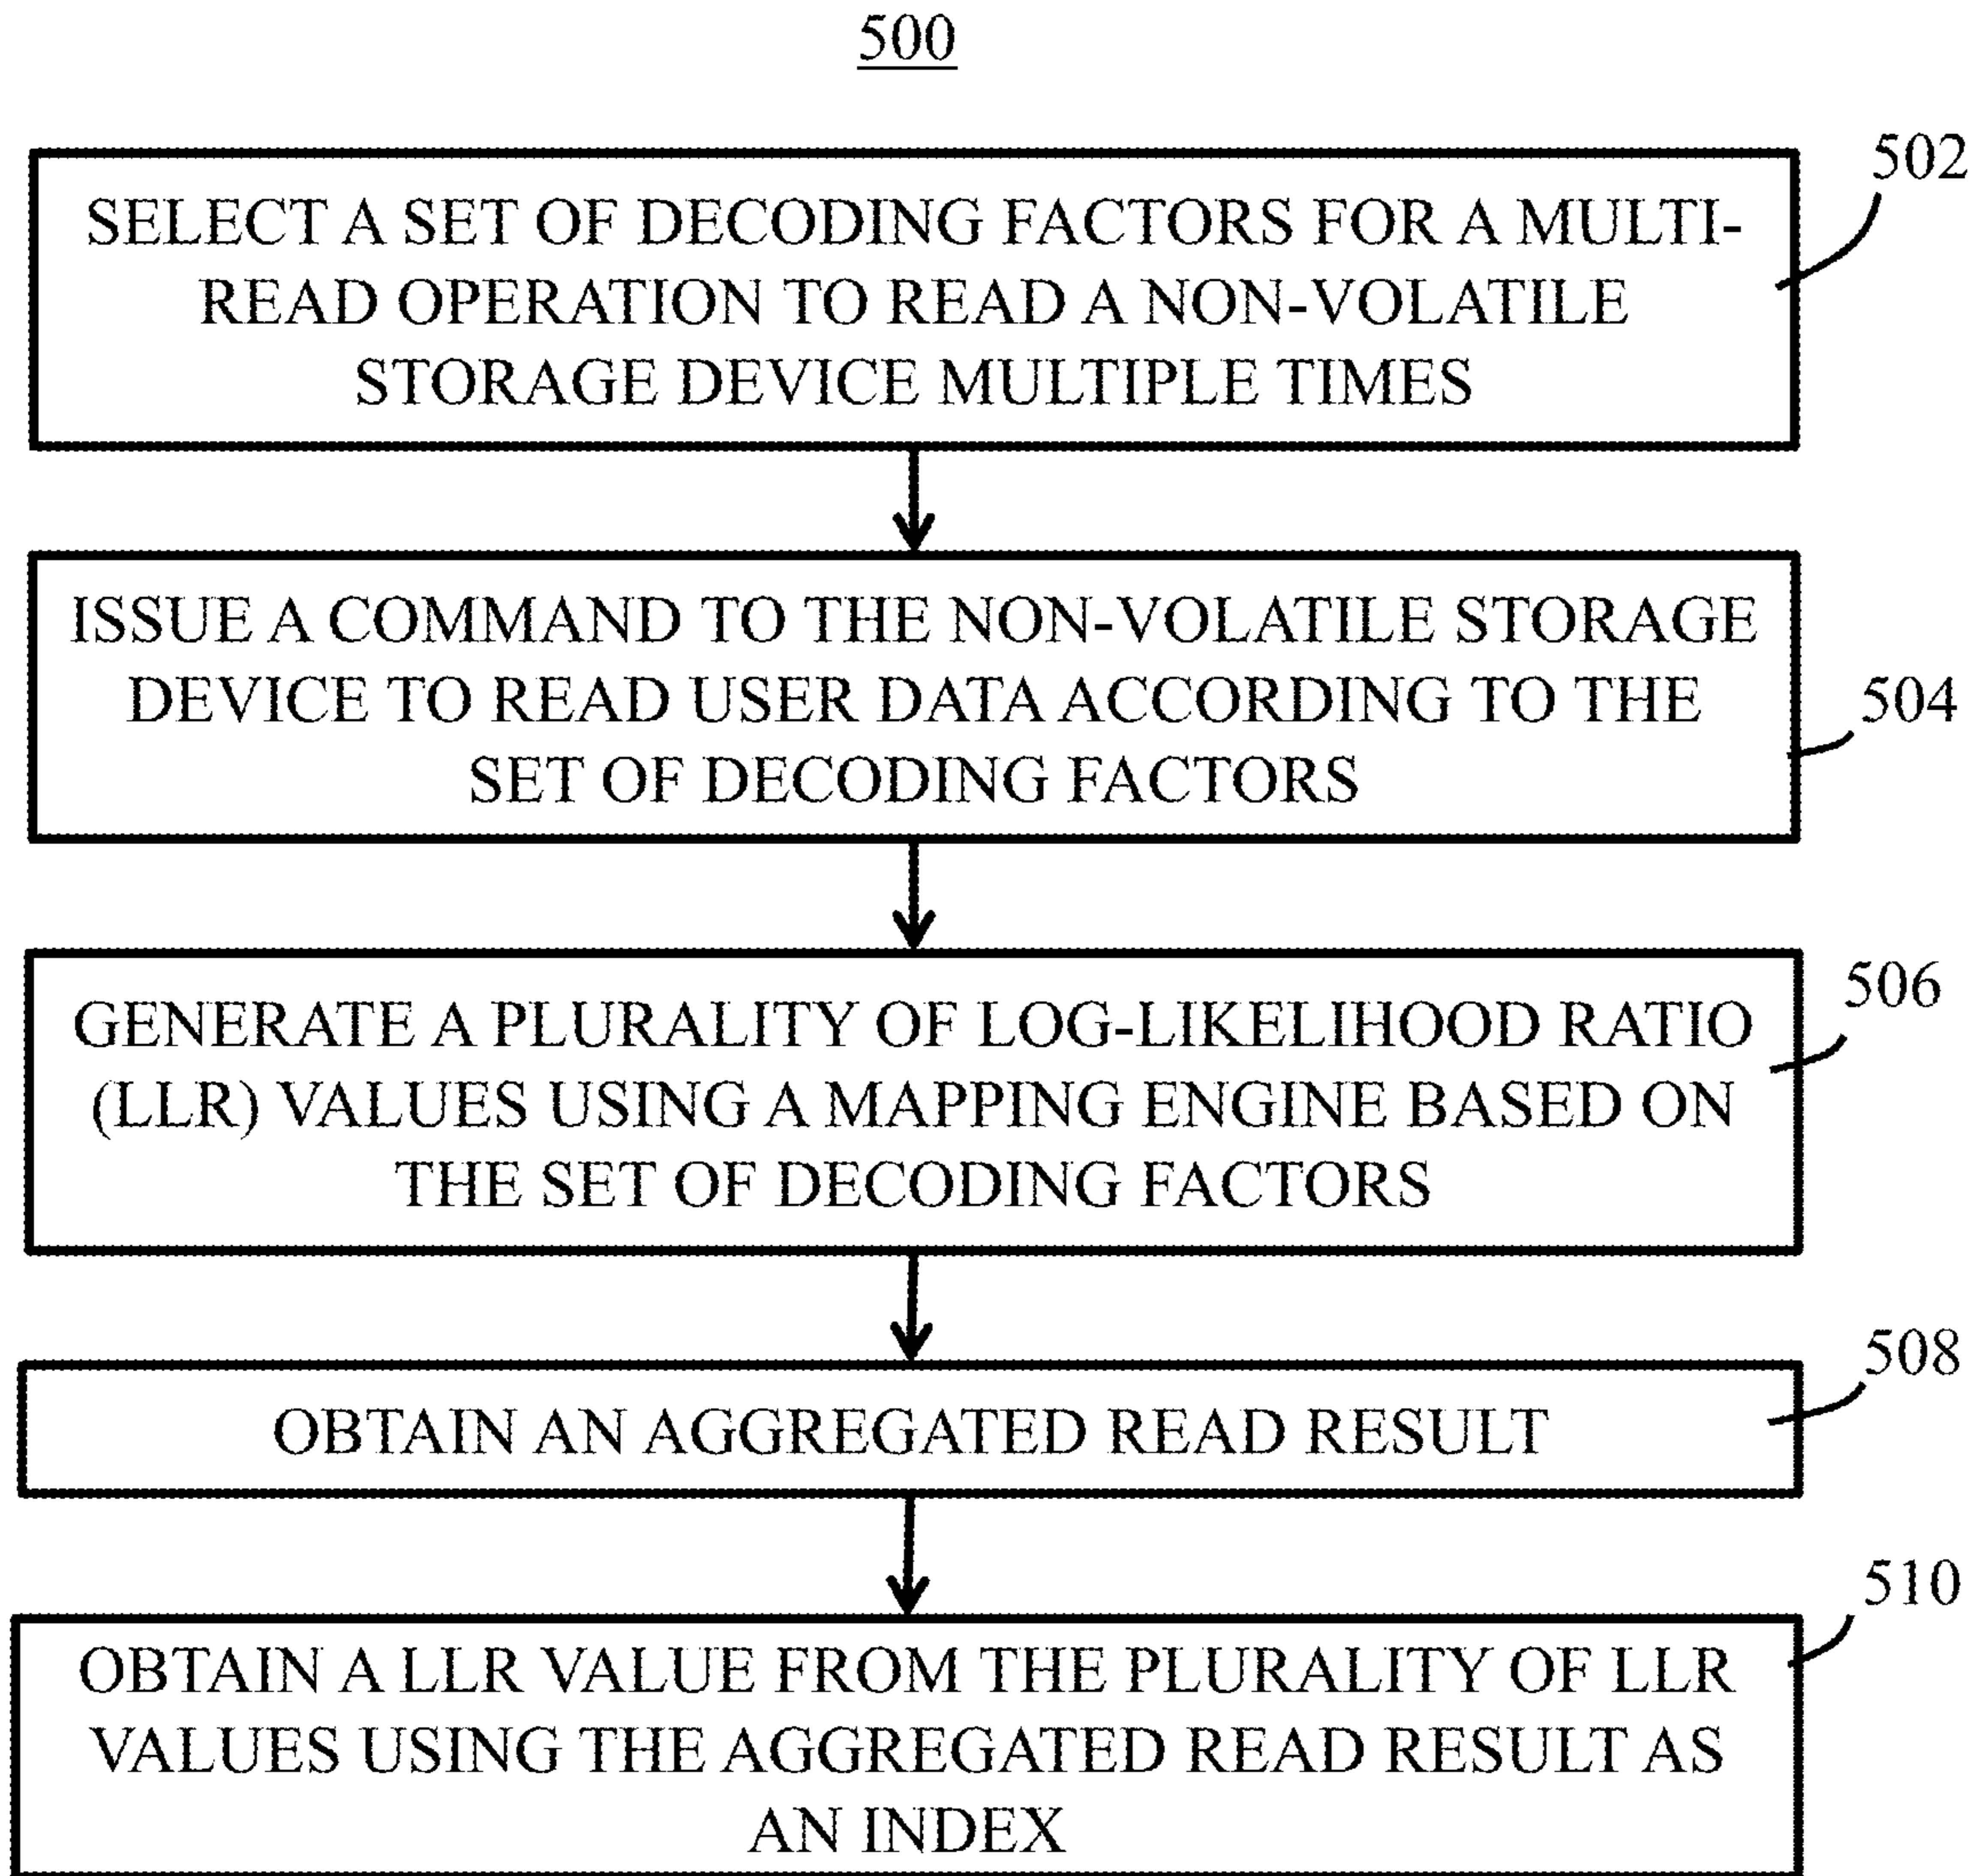 500
502
SELECT A SET OF DECODING FACTORS FOR A MULTI-
READ OPERATION TO READ A NON-VOLATILE
STORAGE DEVICE MULTIPLE TIMES
ISSUE A COMMAND TO THE NON-VOLATILE STORAGE
DEVICE TO READ USER DATA ACCORDING TO THE
SET OF DECODING FACTORS
504
506
GENERATE A PLURALITY OF LOG-LIKELIHOOD RATIO
(LLR) VALUES USING A MAPPING ENGINE BASED ON
THE SET OF DECODING FACTORS
508
OBTAIN AN AGGREGATED READ RESULT
510
OBTAIN A LLR VALUE FROM THE PLURALITY OF LLR
VALUES USING THE AGGREGATED READ RESULT AS
AN INDEX